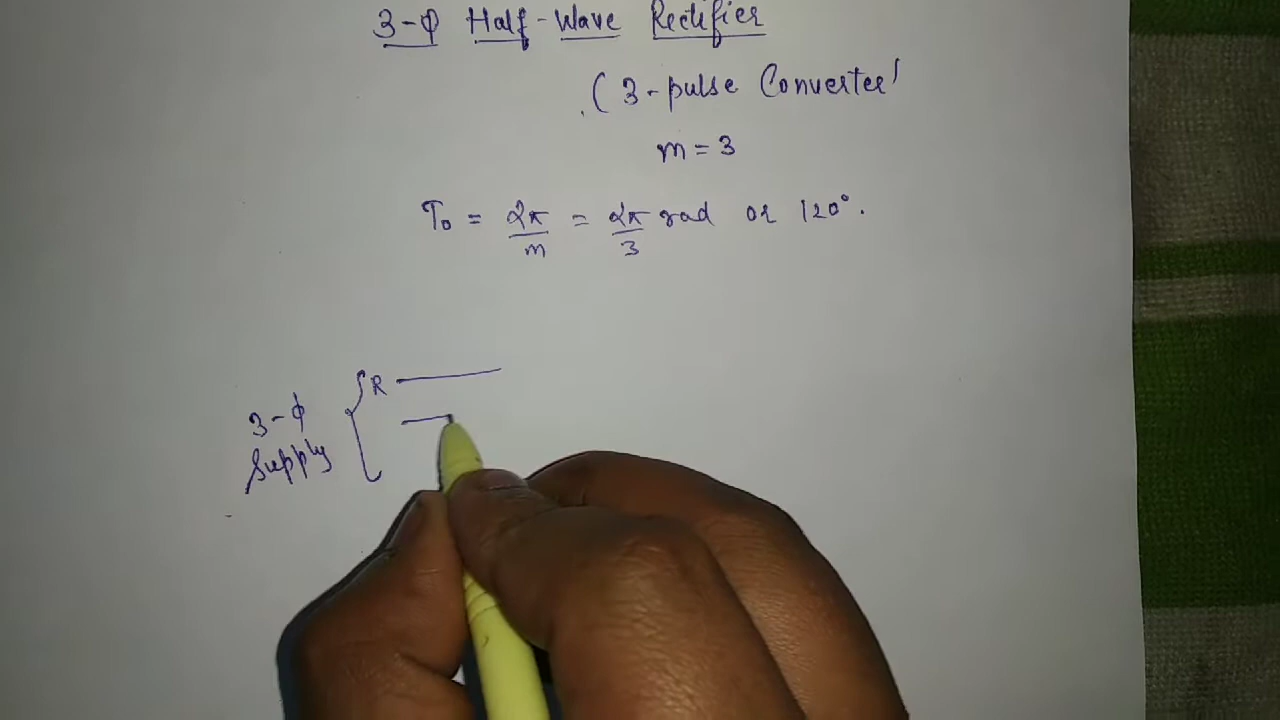 3-φ Half-Wave Rectifier
(3-pulse Converter)
m = 3
T₀ = 2π/m = 2π/3 rad or 120°.
3-φ Supply { R